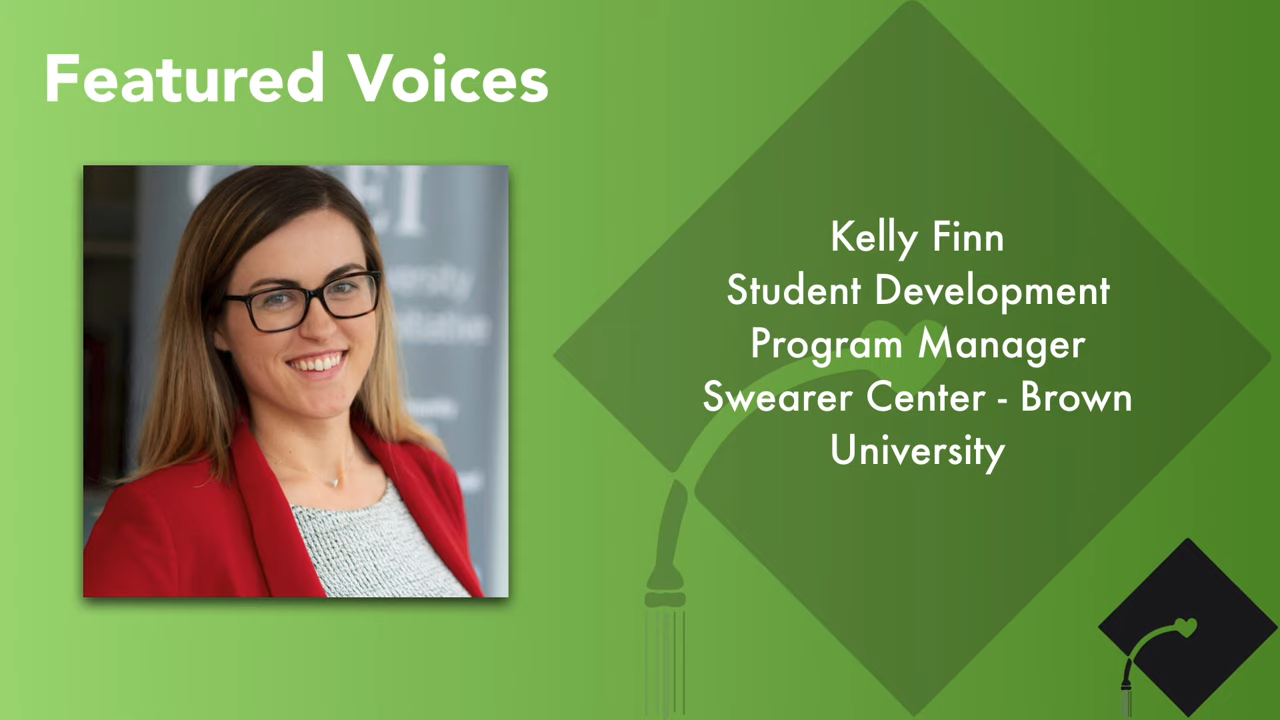 Featured Voices
Kelly Finn
Student Development
Program Manager
Swearer Center - Brown
University